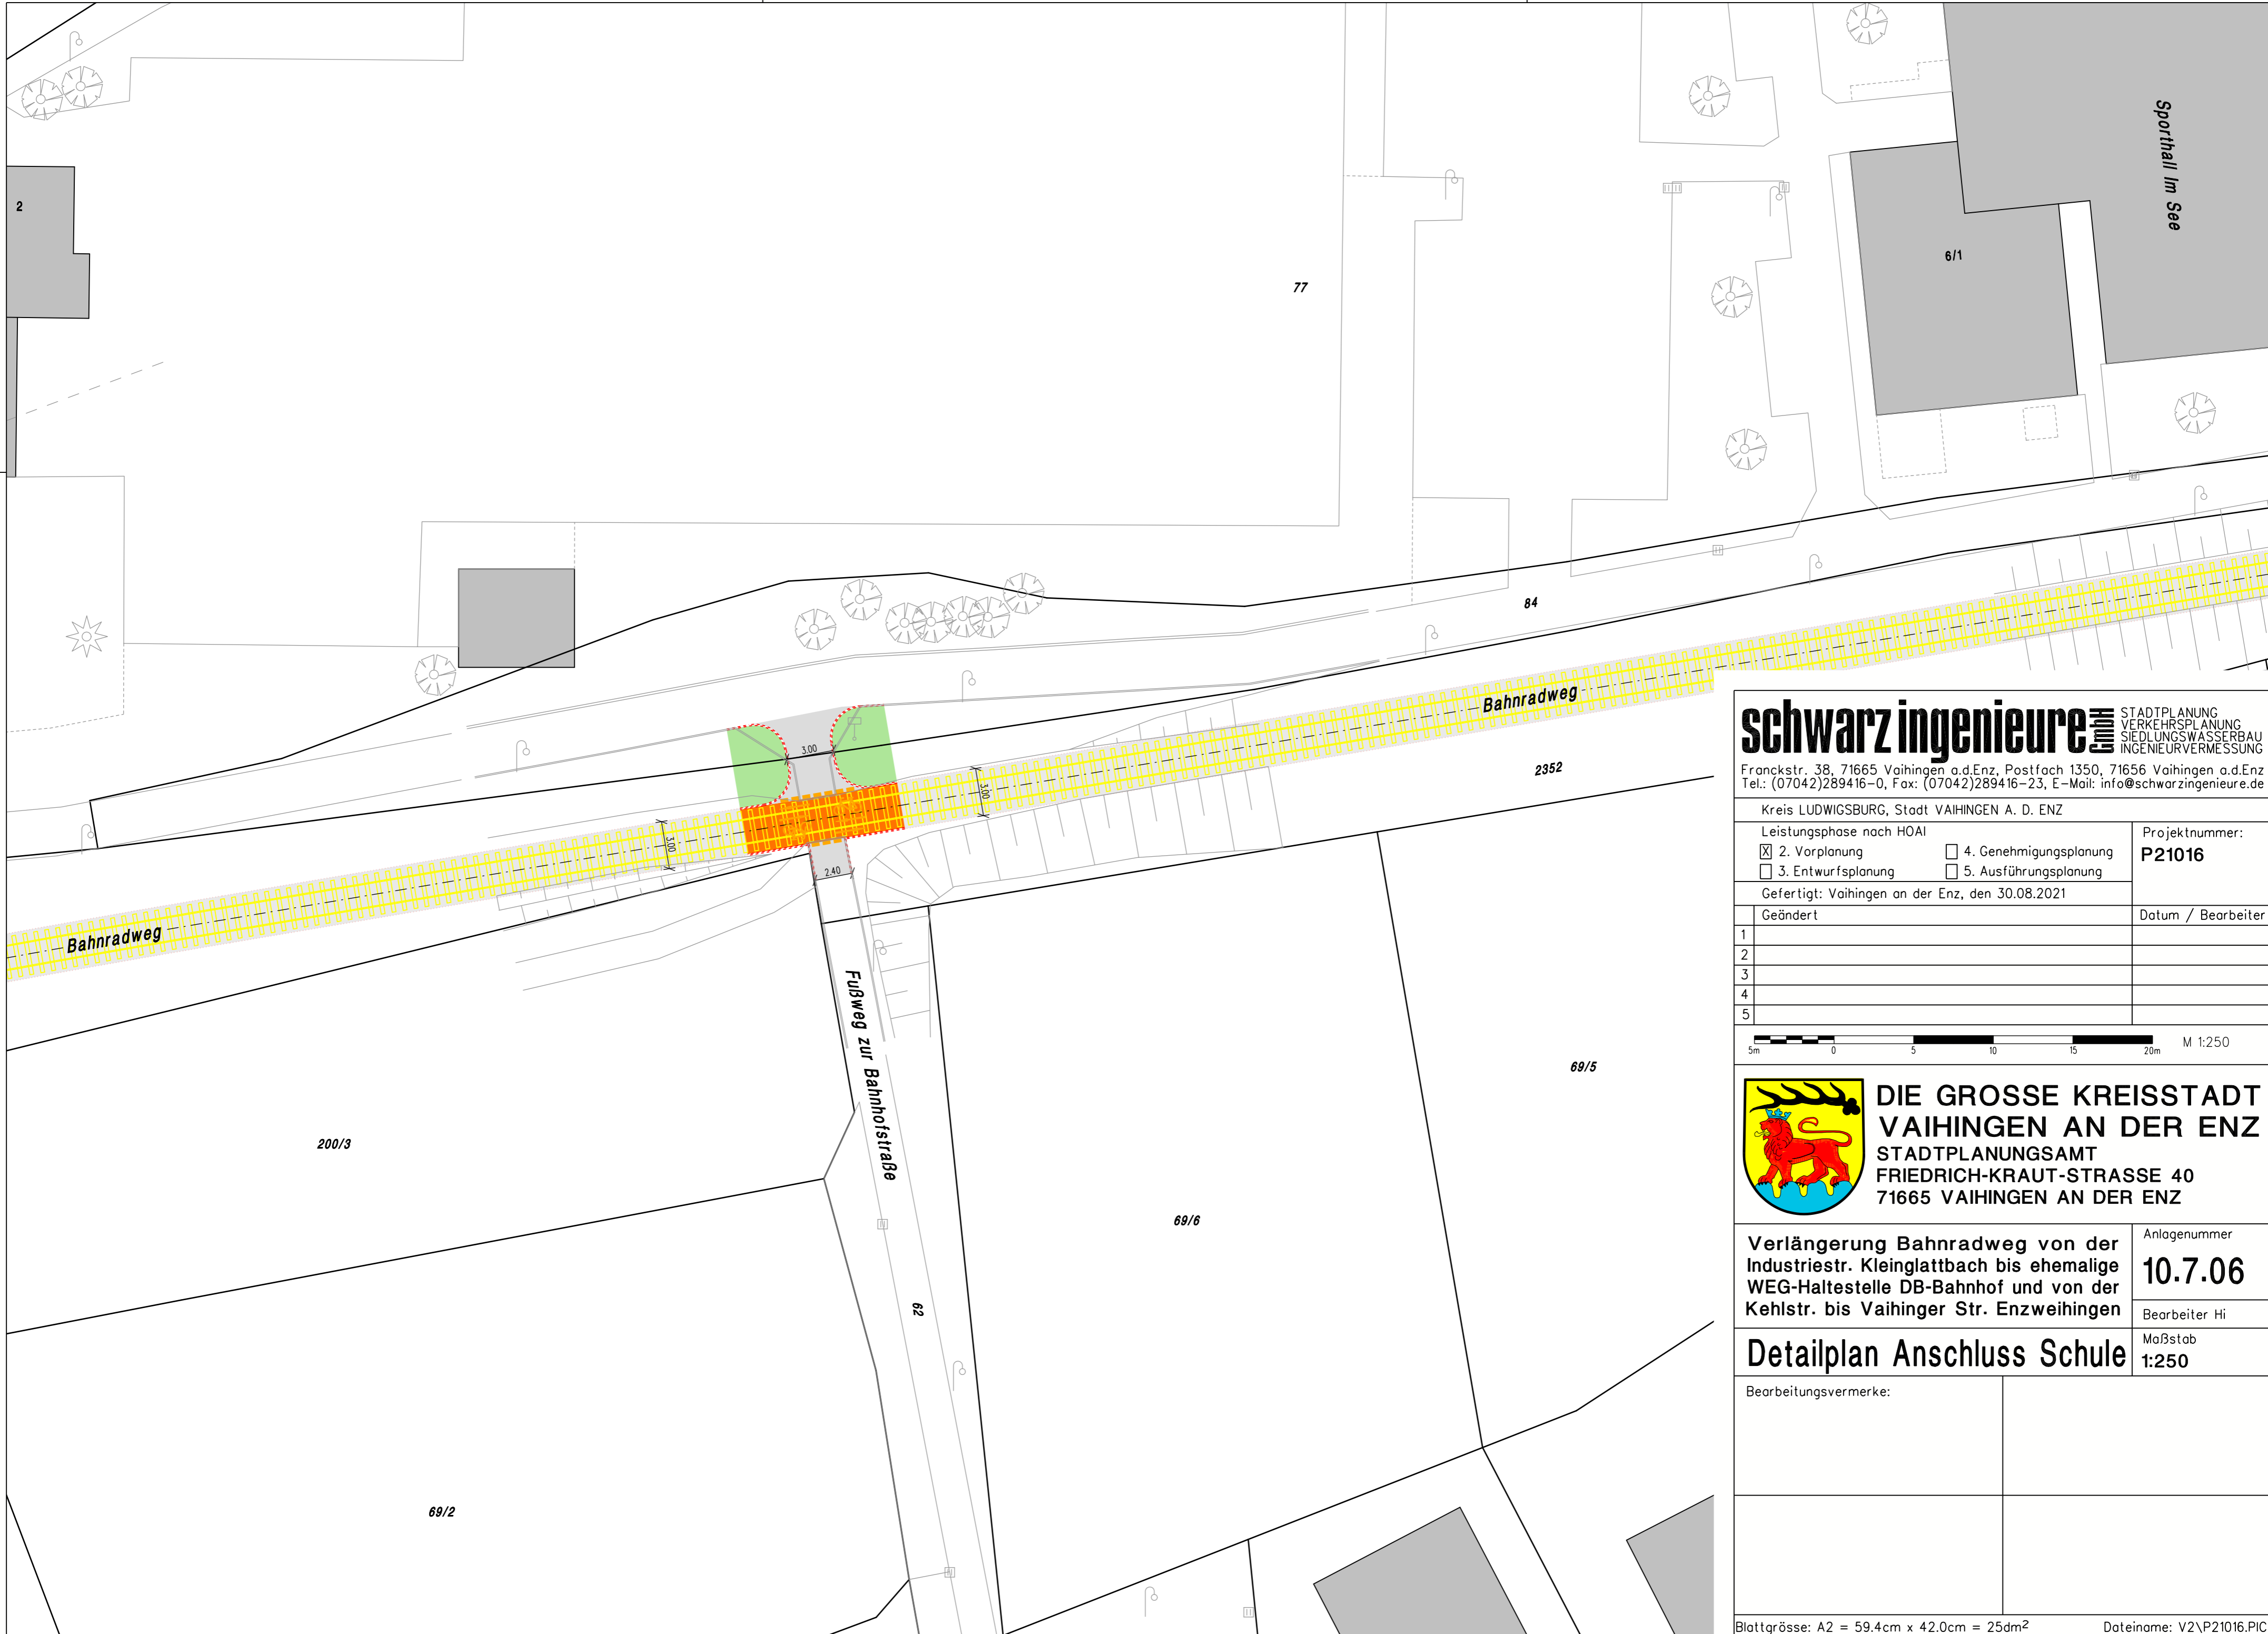 2
77
Sporthall Im See
6/1
84
Bahnradweg
2352
3.00
3.00
3.00
2.40
Bahnradweg
Fußweg zur Bahnhofstraße
200/3
69/5
69/6
62
69/2
schwarz ingenieure GmbH
STADTPLANUNG
VERKEHRSPLANUNG
SIEDLUNGSWASSERBAU
INGENIEURVERMESSUNG
Franckstr. 38, 71665 Vaihingen a.d.Enz, Postfach 1350, 71656 Vaihingen a.d.Enz
Tel.: (07042)289416-0, Fax: (07042)289416-23, E-Mail: info@schwarzingenieure.de
Kreis LUDWIGSBURG, Stadt VAIHINGEN A. D. ENZ
Leistungsphase nach HOAI
X 2. Vorplanung
4. Genehmigungsplanung
3. Entwurfsplanung
5. Ausführungsplanung
Projektnummer:
P21016
Gefertigt: Vaihingen an der Enz, den 30.08.2021
Geändert
Datum / Bearbeiter
1
2
3
4
5
5m 0 5 10 15 20m
M 1:250
DIE GROSSE KREISSTADT
VAIHINGEN AN DER ENZ
STADTPLANUNGSAMT
FRIEDRICH-KRAUT-STRASSE 40
71665 VAIHINGEN AN DER ENZ
Verlängerung Bahnradweg von der
Industriestr. Kleinglattbach bis ehemalige
WEG-Haltestelle DB-Bahnhof und von der
Kehlstr. bis Vaihinger Str. Enzweihingen
Anlagenummer
10.7.06
Bearbeiter Hi
Detailplan Anschluss Schule
Maßstab
1:250
Bearbeitungsvermerke:
Blattgrösse: A2 = 59.4cm x 42.0cm = 25dm²
Dateiname: V2\P21016.PIC